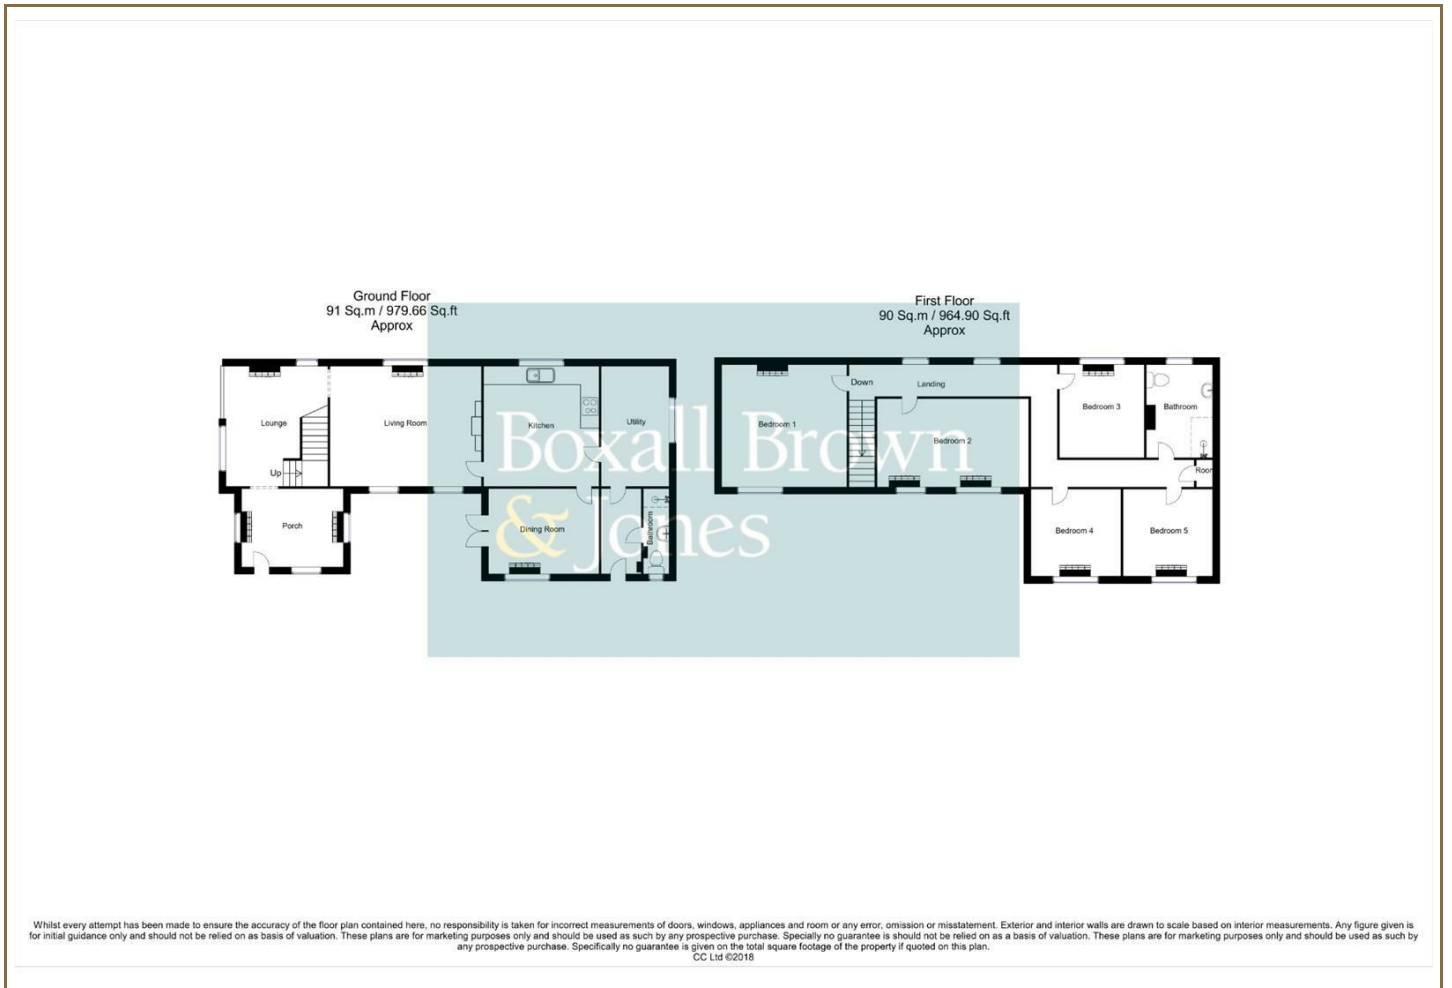 Ground Floor
91 Sq.m / 979.66 Sq.ft
Approx
Lounge
Living Room
Kitchen
Utility
Up
Porch
Dining Room
Bathroom
First Floor
90 Sq.m / 964.90 Sq.ft
Approx
Down
Landing
Bedroom 1
Bedroom 2
Bedroom 3
Bathroom
Room
Bedroom 4
Bedroom 5
Boxall Brown
& Jones
Whilst every attempt has been made to ensure the accuracy of the floor plan contained here, no responsibility is taken for incorrect measurements of doors, windows, appliances and room or any error, omission or misstatement. Exterior and interior walls are drawn to scale based on interior measurements. Any figure given is
for initial guidance only and should not be relied on as basis of valuation. These plans are for marketing purposes only and should be used as such by any prospective purchase. Specially no guarantee is should not be relied on as a basis of valuation. These plans are for marketing purposes only and should be used as such by
any prospective purchase. Specifically no guarantee is given on the total square footage of the property if quoted on this plan.
CC Ltd ©2018